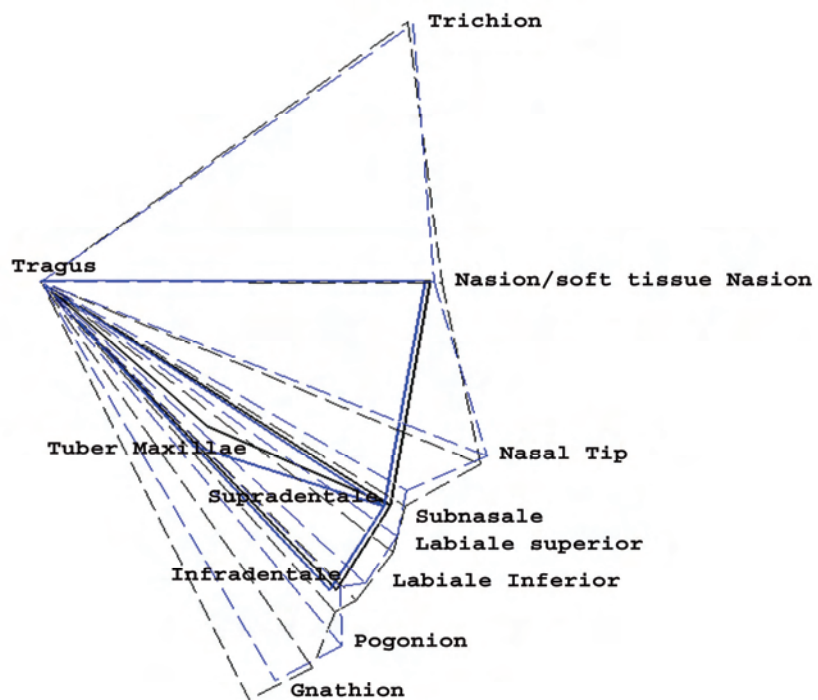 Trichion
Tragus
Nasion/soft tissue Nasion
Tuber Maxillae
Nasal Tip
Supradentale
Subnasale
Labiale superior
Infradentale
Labiale Inferior
Pogonion
Gnathion